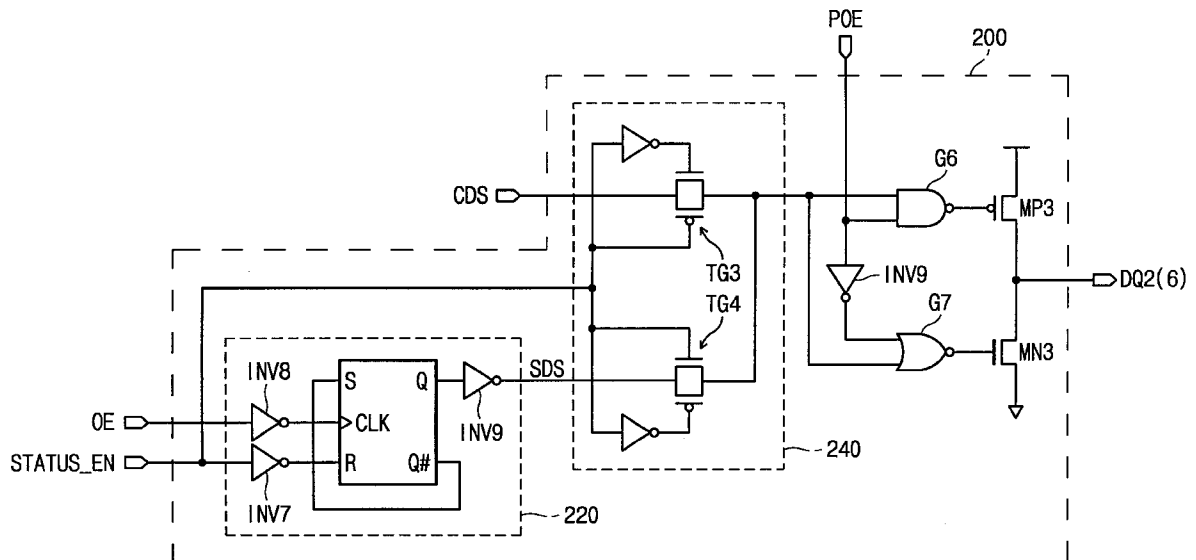 POE
200
G6
CDS
MP3
TG3
INV9
DQ2(6)
TG4
G7
MN3
SDS
INV8
S
Q
OE
CLK
INV9
STATUS_EN
R
Q#
240
INV7
220